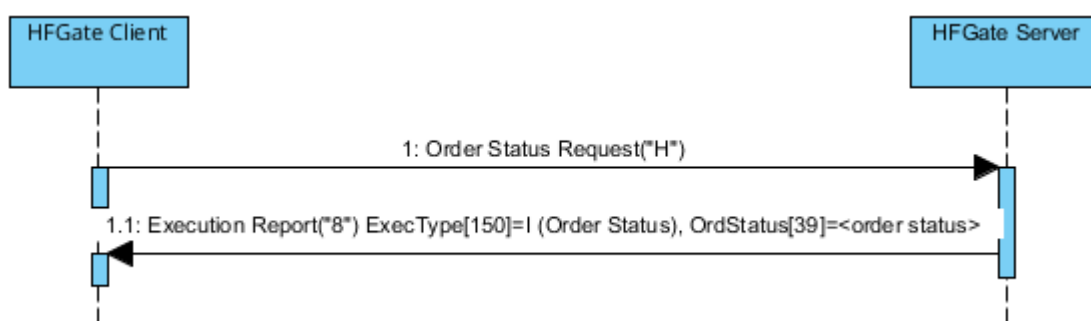 HFGate Client
HFGate Server
1: Order Status Request("H")
1.1: Execution Report("8") ExecType[150]=I (Order Status), OrdStatus[39]=<order status>